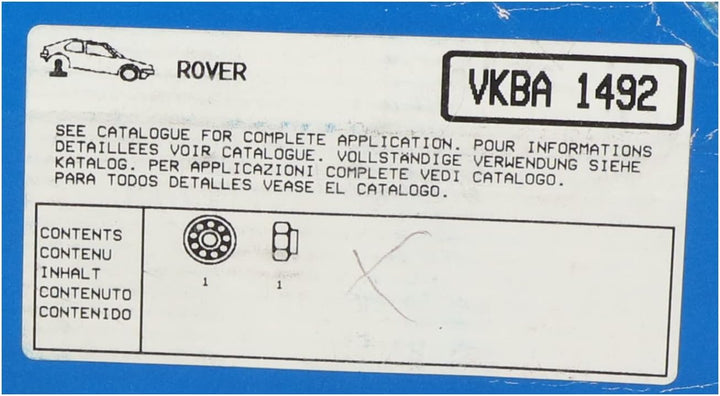 ROVER
VKBA 1492
SEE CATALOGUE FOR COMPLETE APPLICATION. POUR INFORMATIONS
DETAILLEES VOIR CATALOGUE. VOLLSTÄNDIGE VERWENDUNG SIEHE
KATALOG. PER APPLICAZIONI COMPLETE VEDI CATALOGO.
PARA TODOS DETALLES VEASE EL CATALOGO.
CONTENTS
CONTENU
INHALT
CONTENUTO
CONTENIDO
1 1